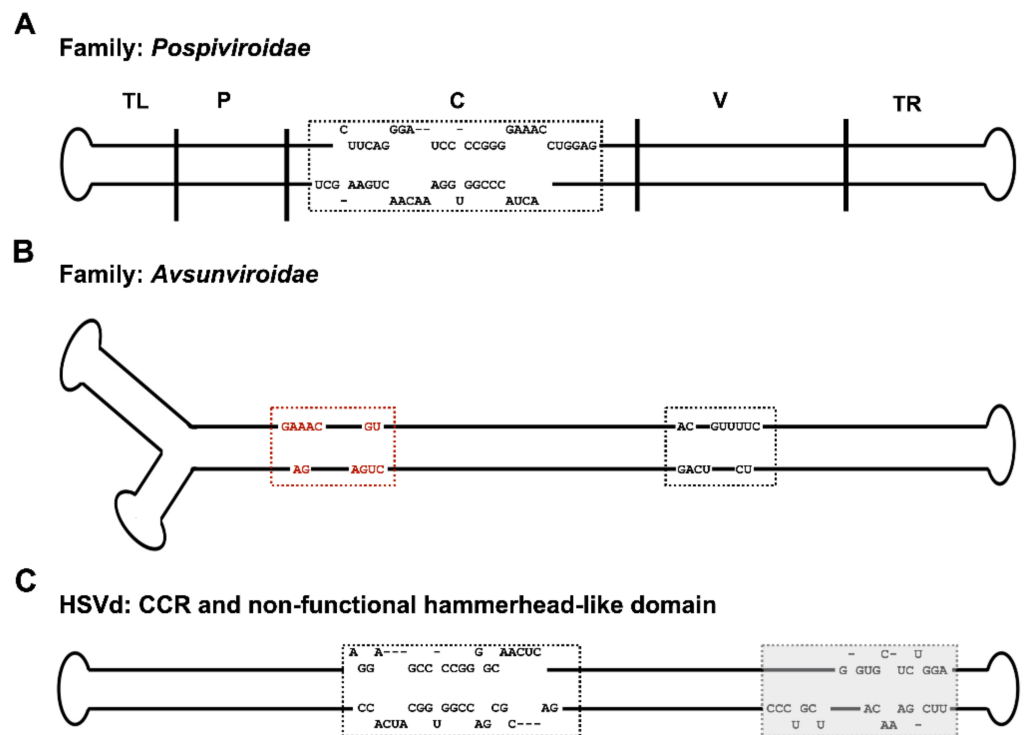 A
Family: Pospiviroidae
TL P C V TR
C GGA-- - GAAAC
UUCAG UCC CCGGG CUGGAG
UCG AAGUC AGG GGCCC
- AACAA U AUCA
B
Family: Avsunviroidae
GAAAC GU AC GUUUUC
AG AGUC GACU CU
C
HSVd: CCR and non-functional hammerhead-like domain
A A--- - G AACUC - C- U
GG GCC CCGG GC G GUG UC GGA
CC CGG GGCC CG AG CCC GC AC AG CUU
ACUA U AG C--- U U AA -